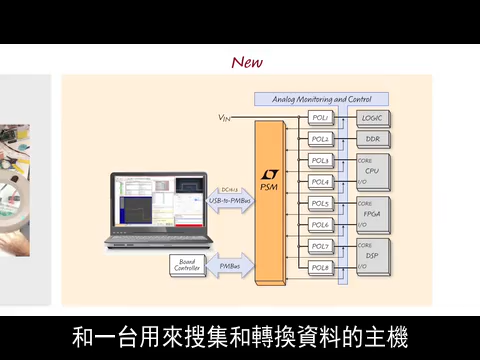 New
Analog Monitoring and Control
VIN
POL1
LOGIC
POL2
DDR
POL3
CORE
CPU
POL4
I/O
DC1613
USB-to-PMBus
PSM
POL5
CORE
FPGA
POL6
I/O
POL7
CORE
DSP
POL8
I/O
Board
Controller
PMBus
和一台用來搜集和轉換資料的主機